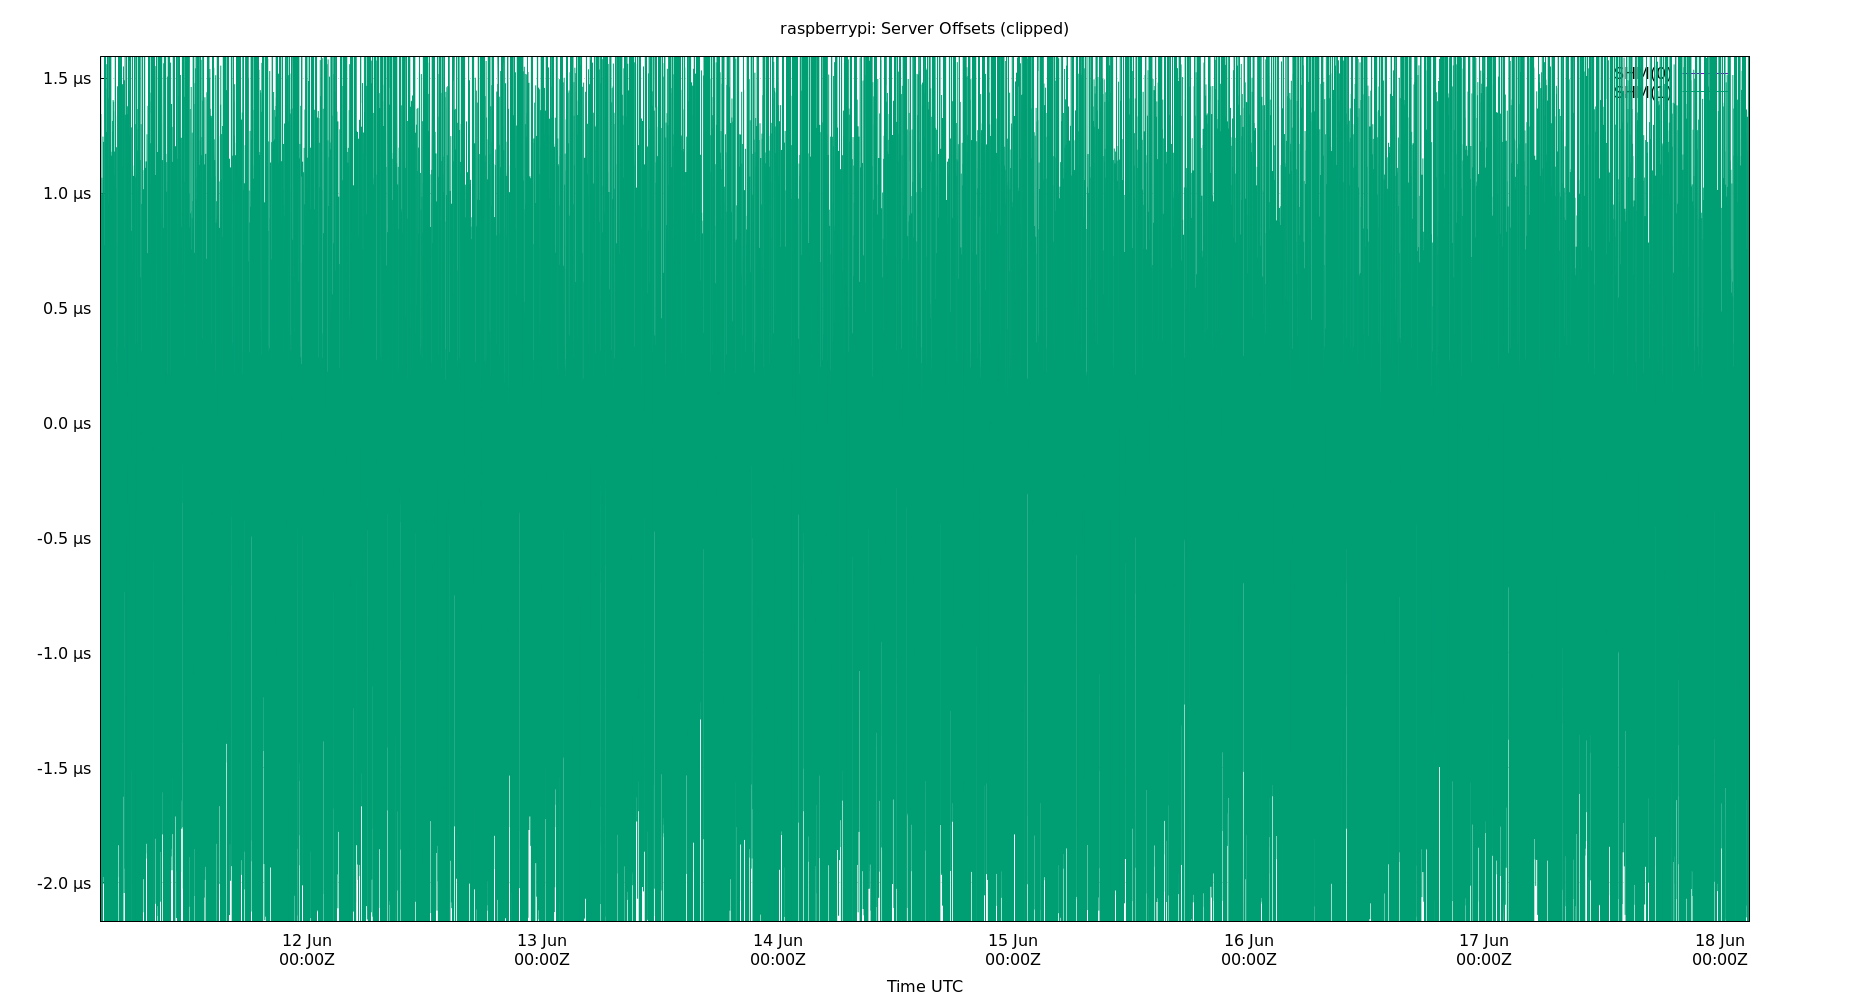 raspberrypi: Server Offsets (clipped)
1.5 µs
1.0 µs
0.5 µs
0.0 µs
-0.5 µs
-1.0 µs
-1.5 µs
-2.0 µs
SHM(0)
12 Jun 13 Jun 14 Jun 15 Jun 16 Jun 17 Jun 18 Jun
00:00Z 00:00Z 00:00Z 00:00Z 00:00Z 00:00Z 00:00Z
Time UTC